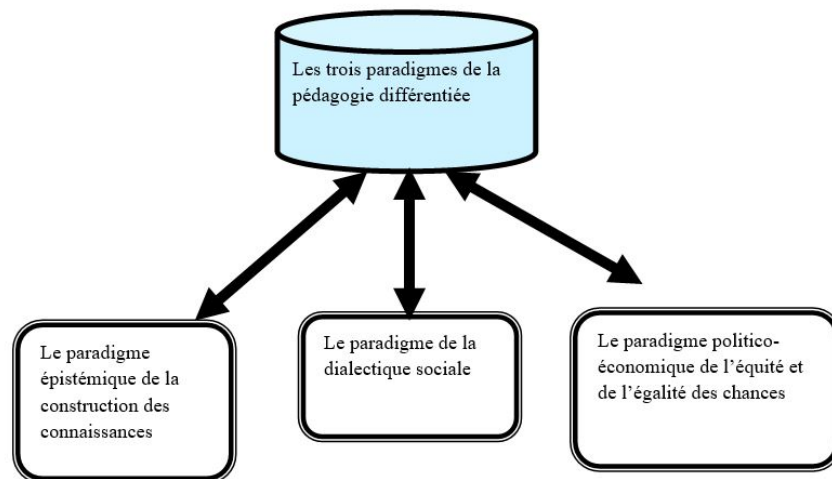 Les trois paradigmes de la
pédagogie différentiée
Le paradigme
épistémique de la
construction des
connaissances
Le paradigme de la
dialectique sociale
Le paradigme politico-
économique de l’équité et
de l’égalité des chances